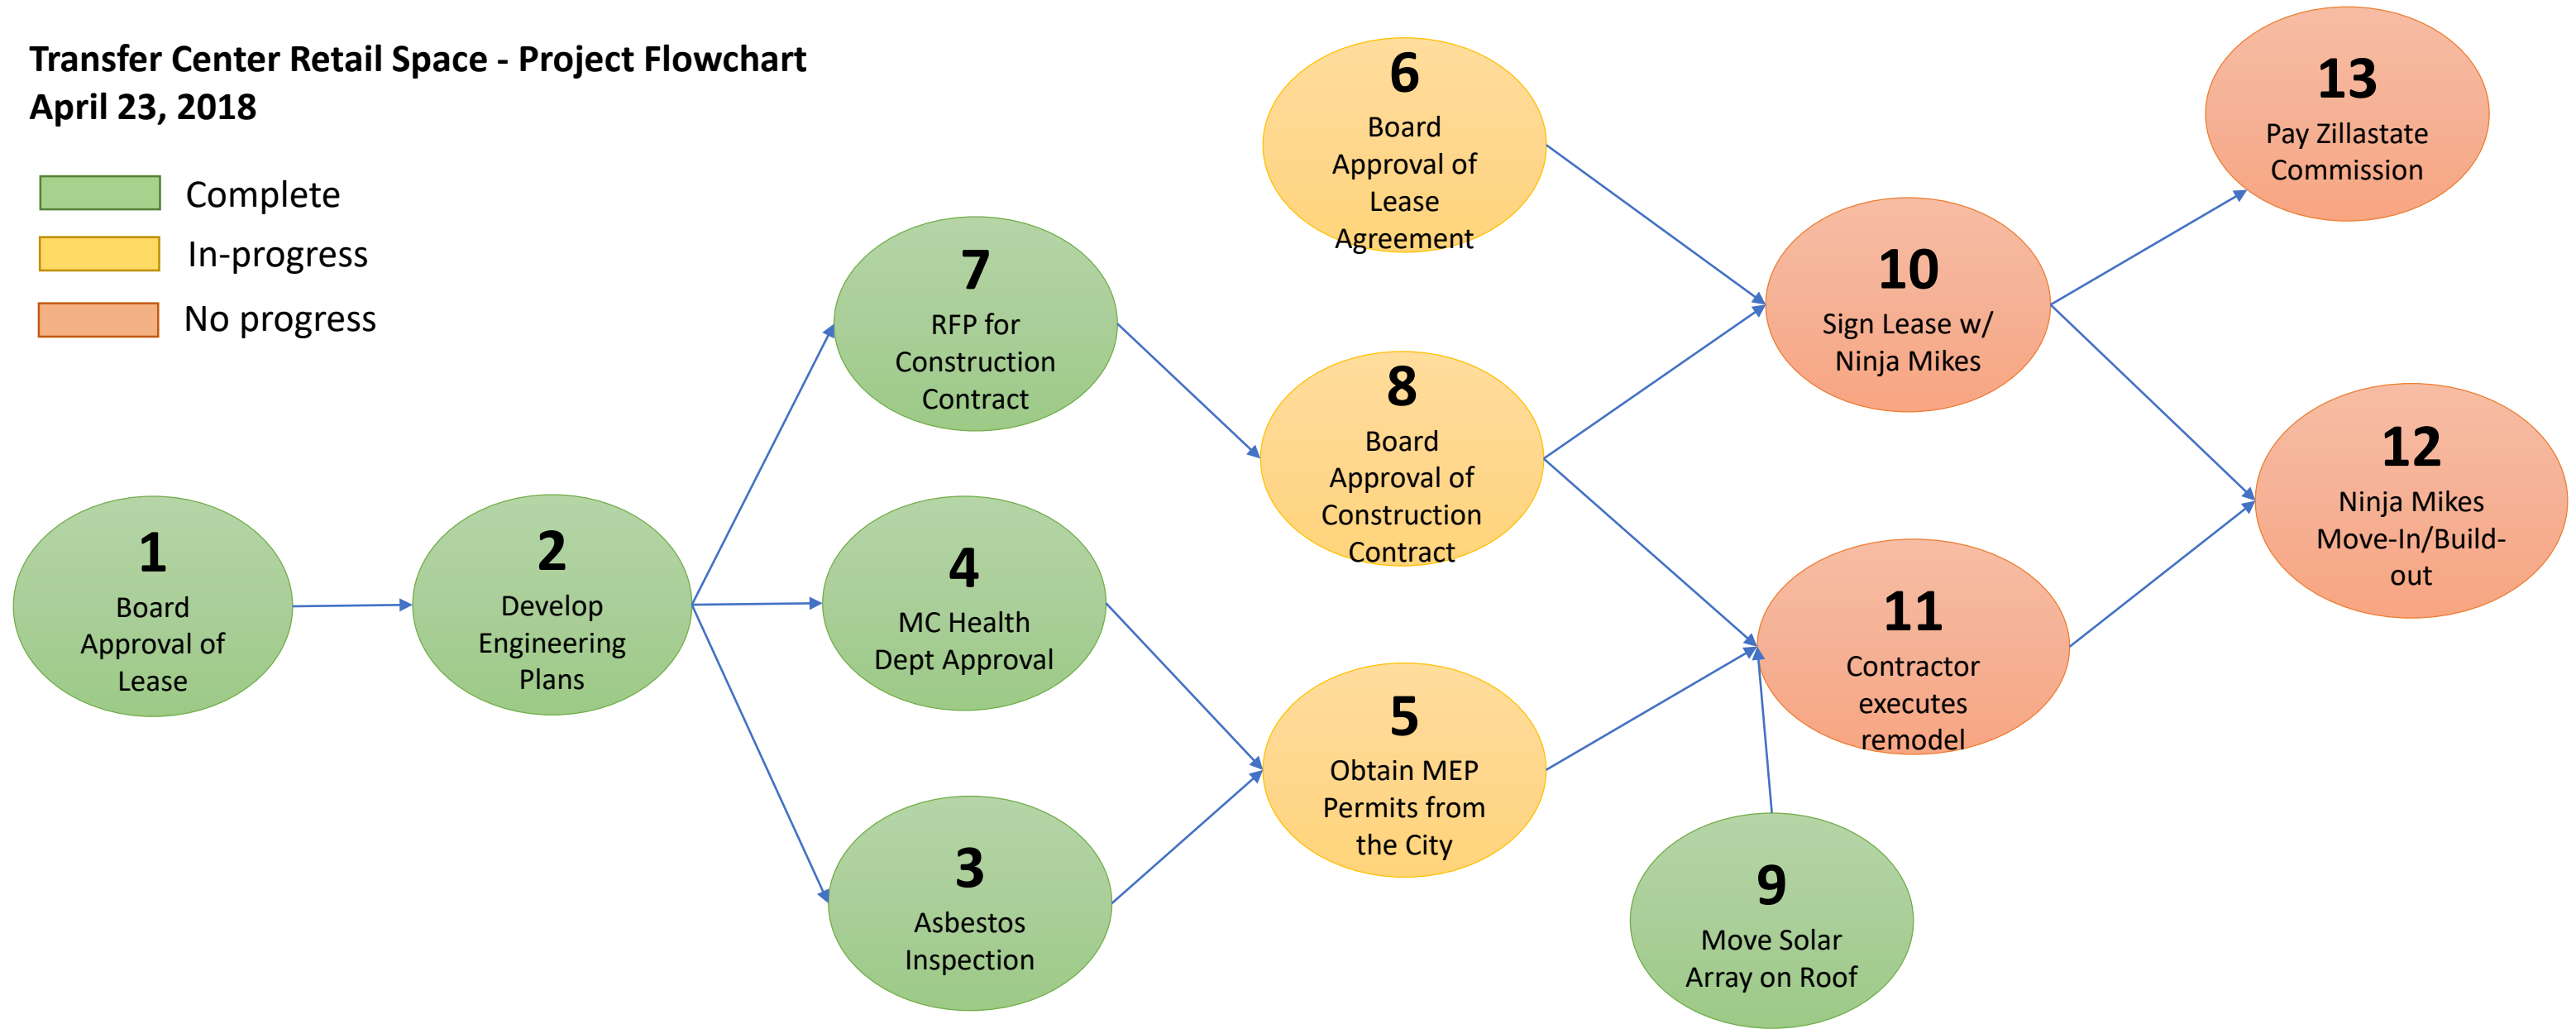 Transfer Center Retail Space - Project Flowchart
April 23, 2018
Complete
In-progress
No progress
1
Board
Approval of
Lease
2
Develop
Engineering
Plans
7
RFP for
Construction
Contract
4
MC Health
Dept Approval
3
Asbestos
Inspection
6
Board
Approval of
Lease
Agreement
8
Board
Approval of
Construction
Contract
5
Obtain MEP
Permits from
the City
10
Sign Lease w/
Ninja Mikes
11
Contractor
executes
remodel
9
Move Solar
Array on Roof
13
Pay Zillastate
Commission
12
Ninja Mikes
Move-In/Build-
out